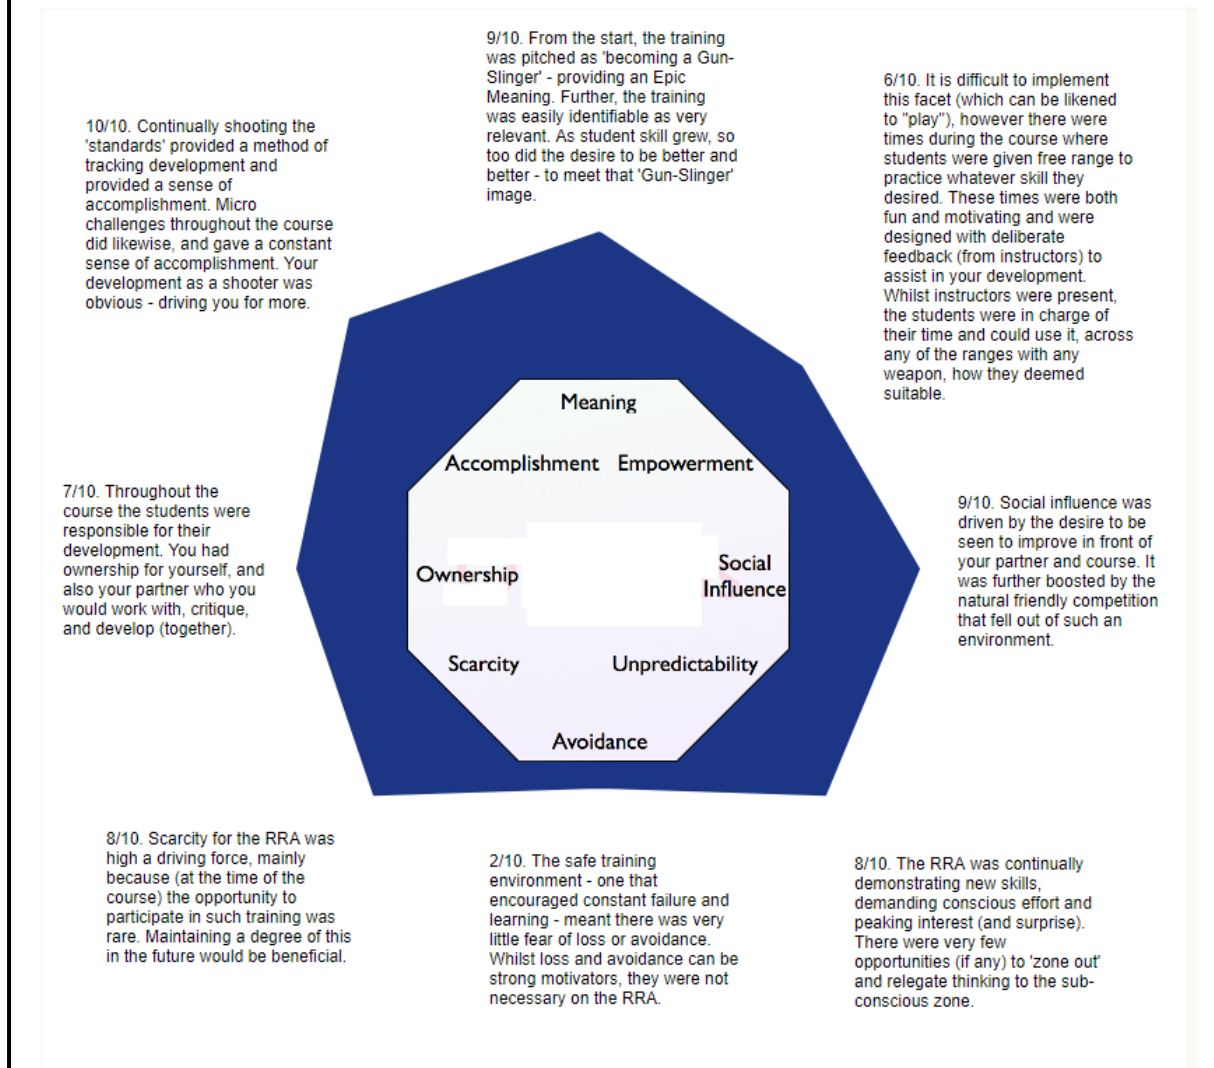 9/10. From the start, the training
was pitched as 'becoming a Gun-
Slinger' - providing an Epic
Meaning. Further, the training
was easily identifiable as very
relevant. As student skill grew, so
too did the desire to be better and
better - to meet that 'Gun-Slinger'
image.
6/10. It is difficult to implement
this facet (which can be likened
to "play"), however there were
times during the course where
students were given free range to
practice whatever skill they
desired. These times were both
fun and motivating and were
designed with deliberate
feedback (from instructors) to
assist in your development.
Whilst instructors were present,
the students were in charge of
their time and could use it, across
any of the ranges with any
weapon, how they deemed
suitable.
10/10. Continually shooting the
'standards' provided a method of
tracking development and
provided a sense of
accomplishment. Micro
challenges throughout the course
did likewise, and gave a constant
sense of accomplishment. Your
development as a shooter was
obvious - driving you for more.
Meaning
Accomplishment
Empowerment
7/10. Throughout the
course the students were
responsible for their
development. You had
ownership for yourself, and
also your partner who you
would work with, critique,
and develop (together).
Ownership
Social
Influence
9/10. Social influence was
driven by the desire to be
seen to improve in front of
your partner and course. It
was further boosted by the
natural friendly competition
that fell out of such an
environment.
Scarcity
Unpredictability
Avoidance
8/10. Scarcity for the RRA was
high a driving force, mainly
because (at the time of the
course) the opportunity to
participate in such training was
rare. Maintaining a degree of this
in the future would be beneficial.
2/10. The safe training
environment - one that
encouraged constant failure and
learning - meant there was very
little fear of loss or avoidance.
Whilst loss and avoidance can be
strong motivators, they were not
necessary on the RRA.
8/10. The RRA was continually
demonstrating new skills,
demanding conscious effort and
peaking interest (and surprise).
There were very few
opportunities (if any) to 'zone out'
and relegate thinking to the sub-
conscious zone.